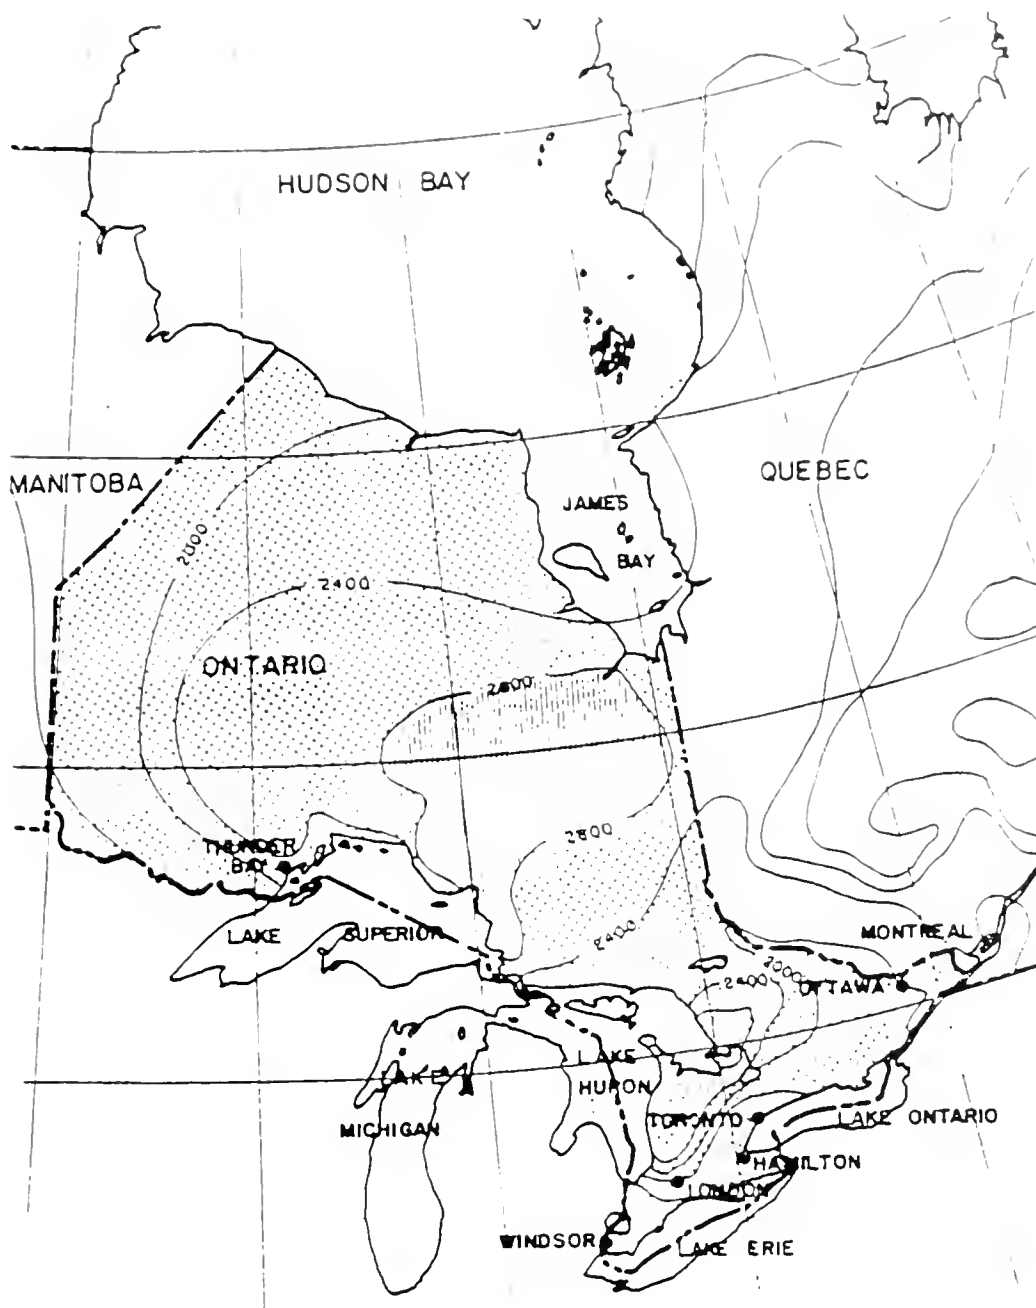 HUDSON BAY
MANITOBA
QUEBEC
JAMES
BAY
2000
2400
ONTARIO
2800
2800
THUNDER
BAY
2400
LAKE SUPERIOR
MONTREAL
2000
2400
OTTAWA
LAKE
HURON
LAKE
MICHIGAN
TORONTO
LAKE ONTARIO
HAMILTON
LONDON
WINDSOR
LAKE ERIE